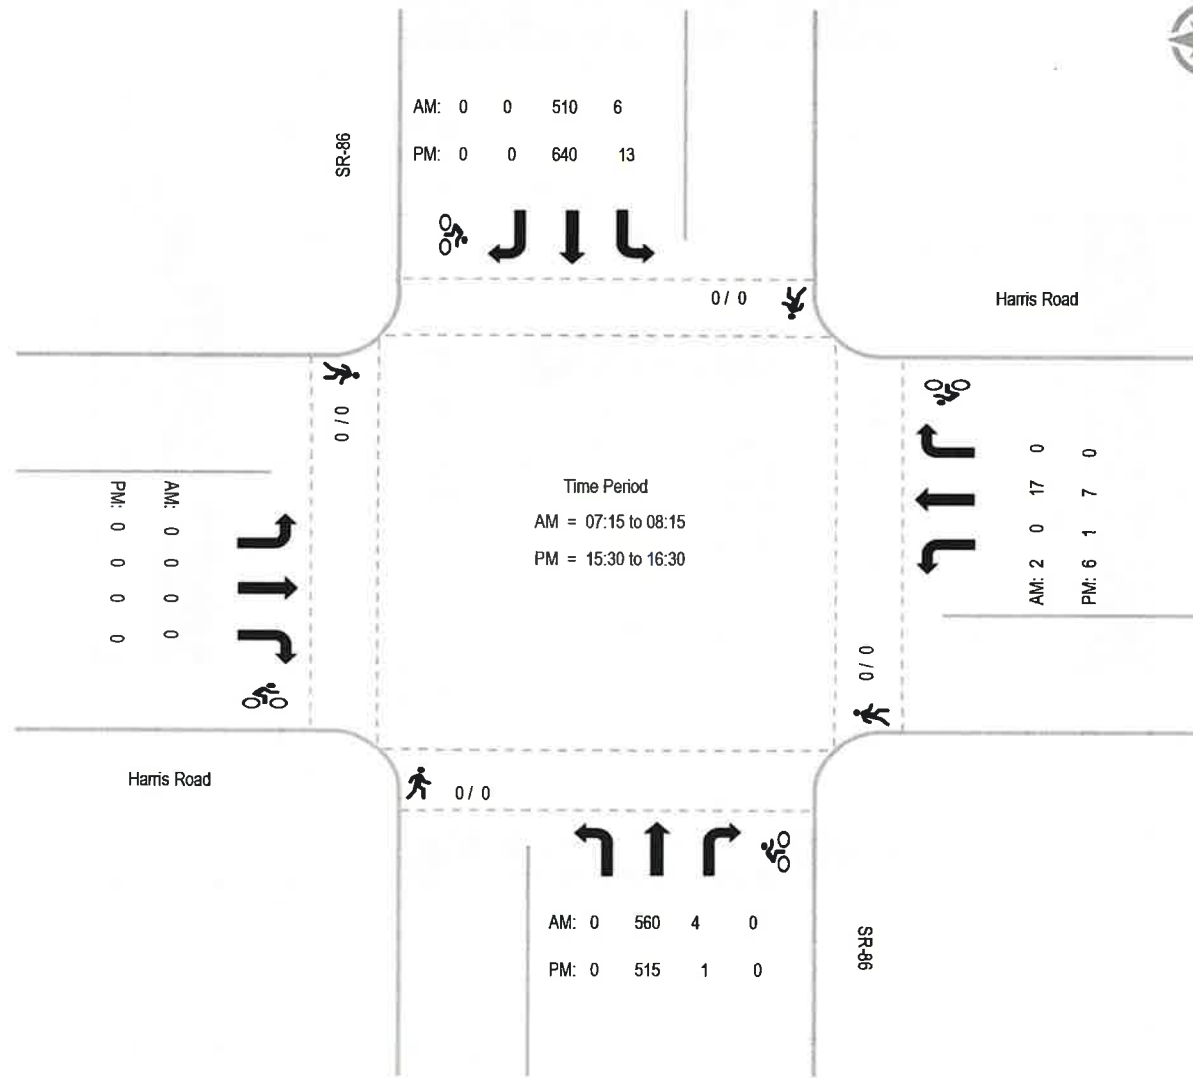 AM: 0 0 510 6
PM: 0 0 640 13
SR-86
0 / 0
Harris Road
0 / 0
AM: 0 0 0 0
PM: 0 0 0 0
Time Period
AM = 07:15 to 08:15
PM = 15:30 to 16:30
AM: 2 0 17 0
PM: 6 1 7 0
0 / 0
Harris Road
0 / 0
AM: 0 560 4 0
PM: 0 515 1 0
SR-86